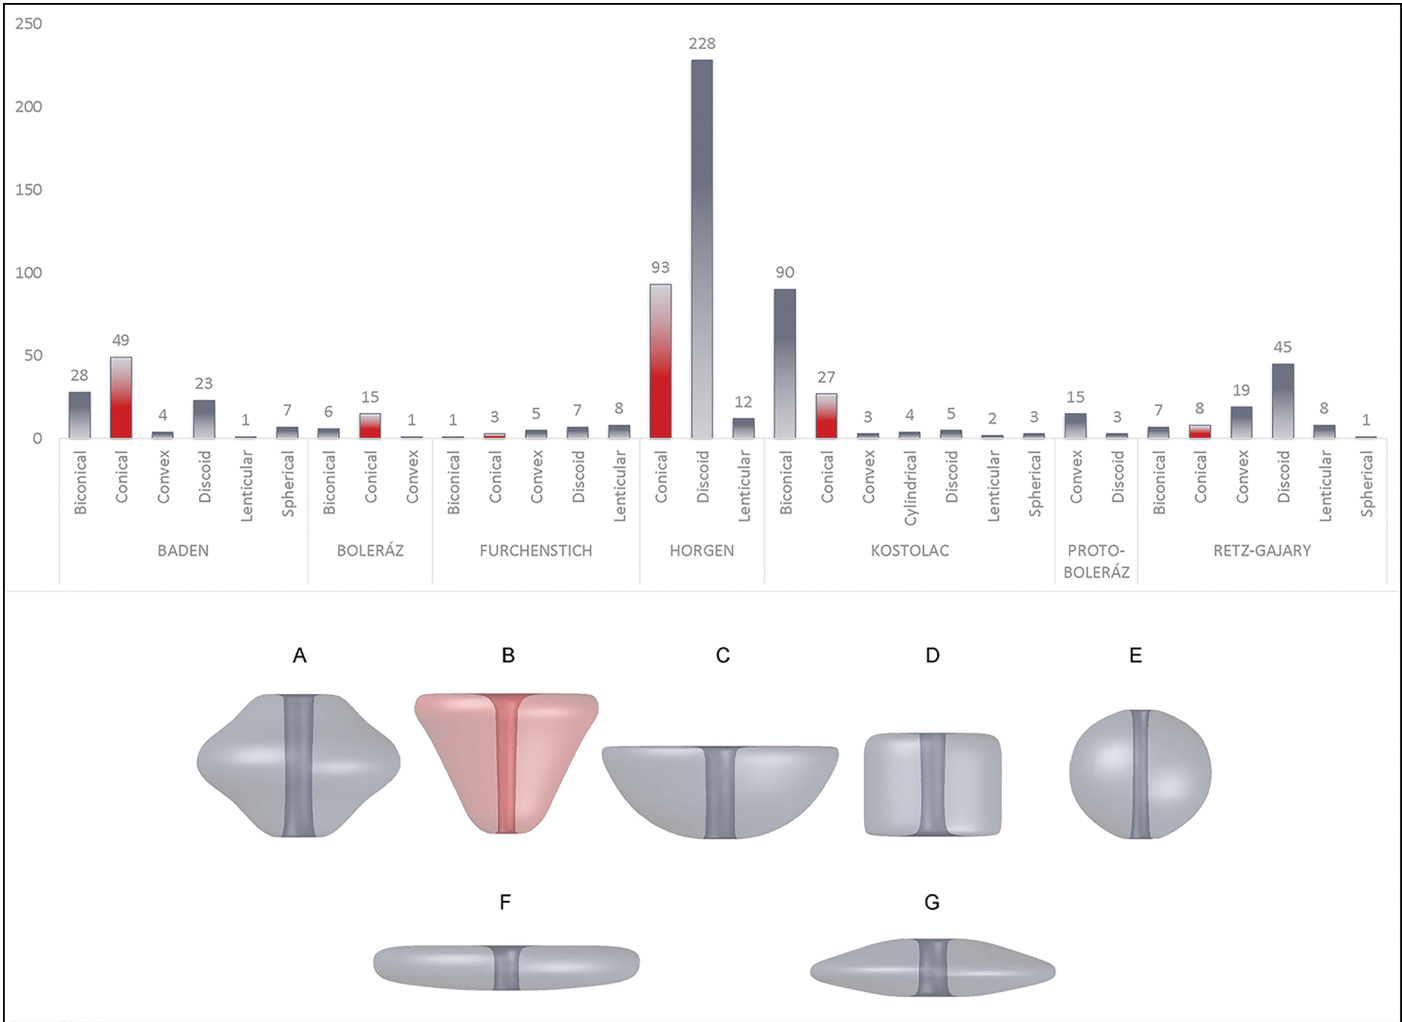 250
200
150
100
50
0
28 49 4 23 1 7 6 15 1 1 3 5 7 8 93 228 12 90 27 3 4 5 2 3 15 3 7 8 19 45 8 1
Biconical Conical Convex Discoid Lenticular Spherical Biconical Conical Convex Biconical Conical Convex Discoid Lenticular Conical Discoid Lenticular Biconical Conical Convex Cylindrical Discoid Lenticular Spherical Convex Discoid Biconical Conical Convex Discoid Lenticular Spherical
BADEN BOLERÁZ FURCHENSTICH HORGEN KOSTOLAC PROTO- RETZ-GAJARY
BOLERÁZ
A B C D E
F G